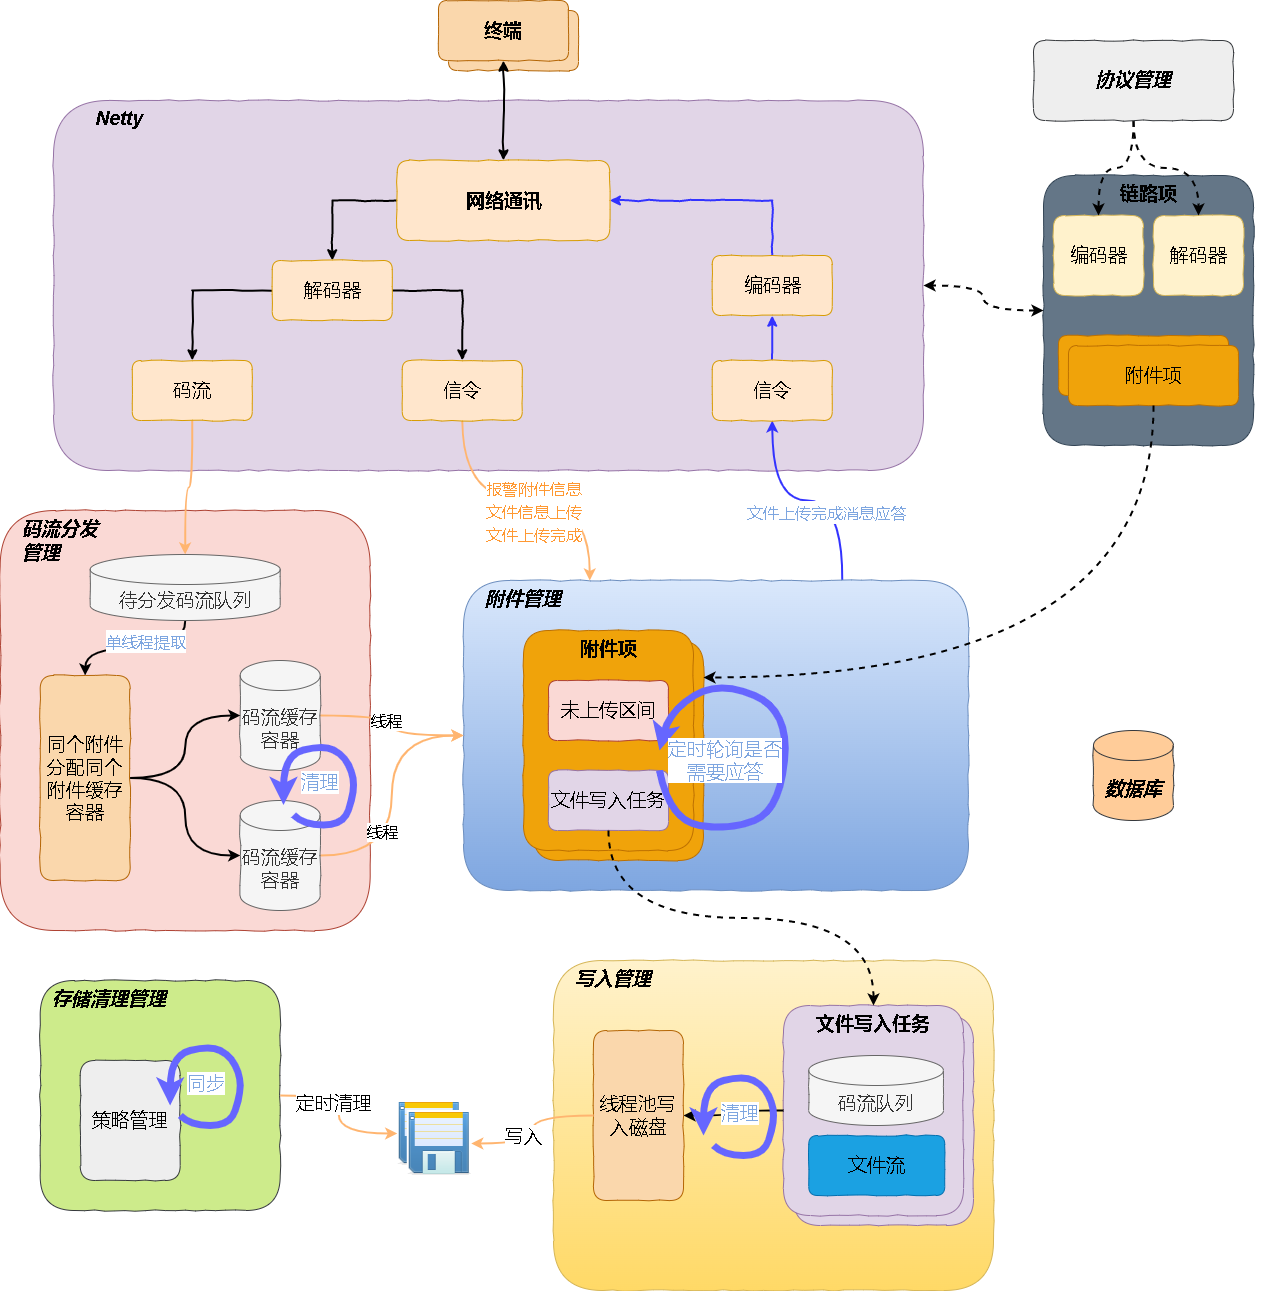 终端
Netty
网络通讯
解码器
编码器
码流
信令
信令
协议管理
链路项
编码器
解码器
附件项
报警附件信息
文件信息上传
文件上传完成
文件上传完成消息应答
码流分发
管理
待分发码流队列
单线程提取
同个附件
分配同个
附件缓存
容器
码流缓存
容器
清理
码流缓存
容器
线程
线程
附件管理
附件项
未上传区间
定时轮询是否
需要应答
文件写入任务
数据库
存储清理管理
同步
策略管理
定时清理
写入
写入管理
线程池写
入磁盘
清理
文件写入任务
码流队列
文件流